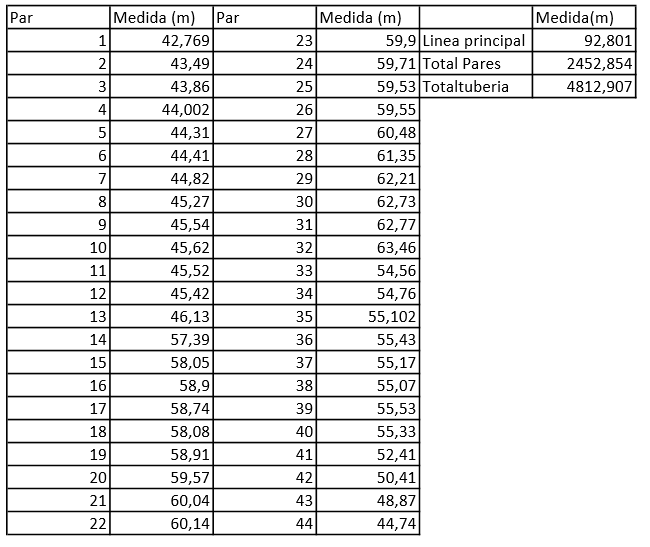 Par Medida (m) Par Medida (m) Medida(m)
1 42,769 23 59,9 Linea principal 92,801
2 43,49 24 59,71 Total Pares 2452,854
3 43,86 25 59,53 Totaltuberia 4812,907
4 44,002 26 59,55
5 44,31 27 60,48
6 44,41 28 61,35
7 44,82 29 62,21
8 45,27 30 62,73
9 45,54 31 62,77
10 45,62 32 63,46
11 45,52 33 54,56
12 45,42 34 54,76
13 46,13 35 55,102
14 57,39 36 55,43
15 58,05 37 55,17
16 58,9 38 55,07
17 58,74 39 55,53
18 58,08 40 55,33
19 58,91 41 52,41
20 59,57 42 50,41
21 60,04 43 48,87
22 60,14 44 44,74